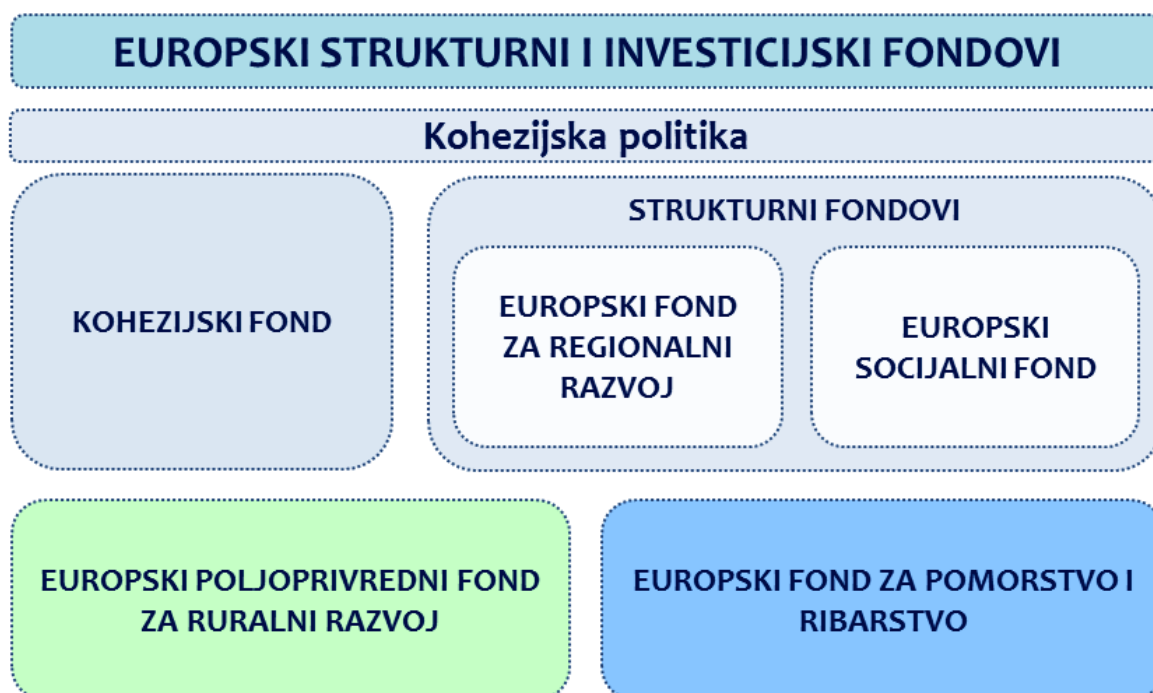 EUROPSKI STRUKTURNI I INVESTICIJSKI FONDOVI
Kohezijska politika
KOHEZIJSKI FOND
STRUKTURNI FONDOVI
EUROPSKI FOND
ZA REGIONALNI
RAZVOJ
EUROPSKI
SOCIJALNI FOND
EUROPSKI POLJOPRIVREDNI FOND
ZA RURALNI RAZVOJ
EUROPSKI FOND ZA POMORSTVO I
RIBARSTVO